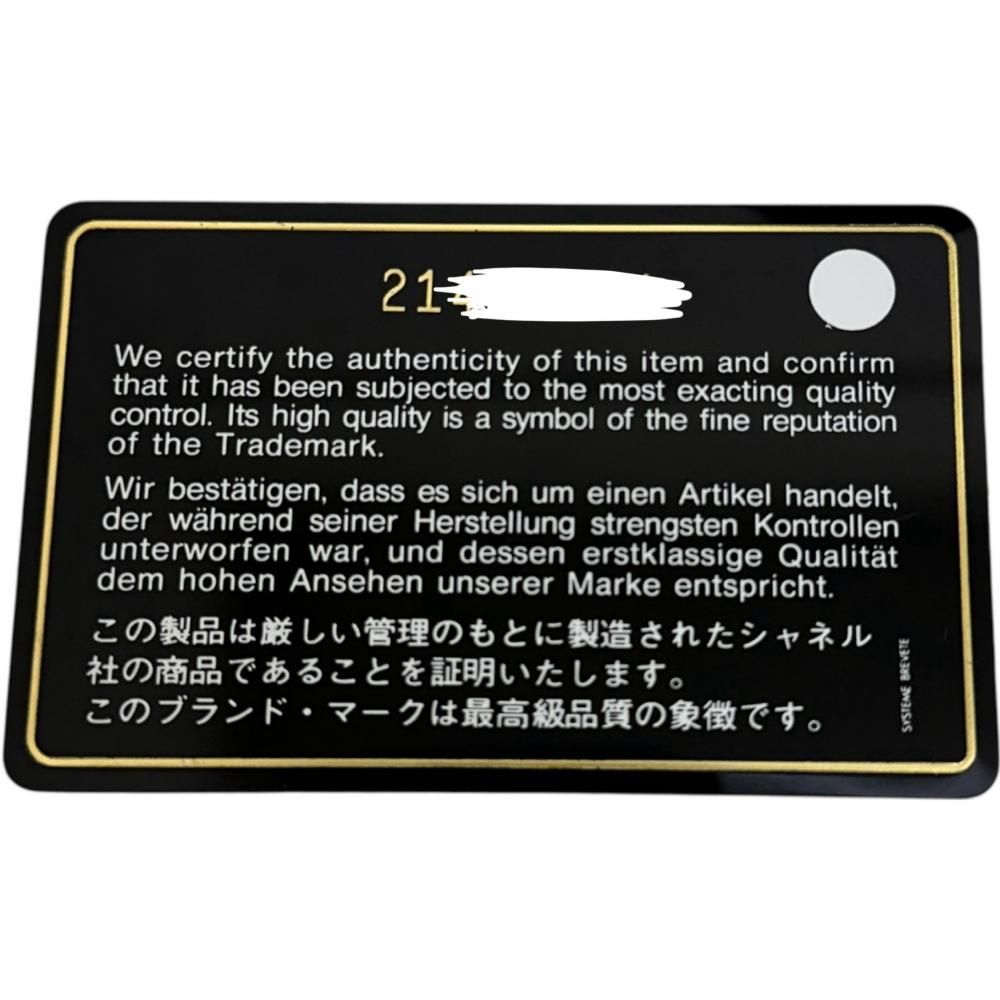 21
We certify the authenticity of this item and confirm
that it has been subjected to the most exacting quality
control. Its high quality is a symbol of the fine reputation
of the Trademark.
Wir bestätigen, dass es sich um einen Artikel handelt,
der während seiner Herstellung strengsten Kontrollen
unterworfen war, und dessen erstklassige Qualität
dem hohen Ansehen unserer Marke entspricht.
この製品は厳しい管理のもとに製造されたシャネル
社の商品であることを証明いたします。
このブランド・マークは最高級品質の象徴です。
SYSTEME BREVETE